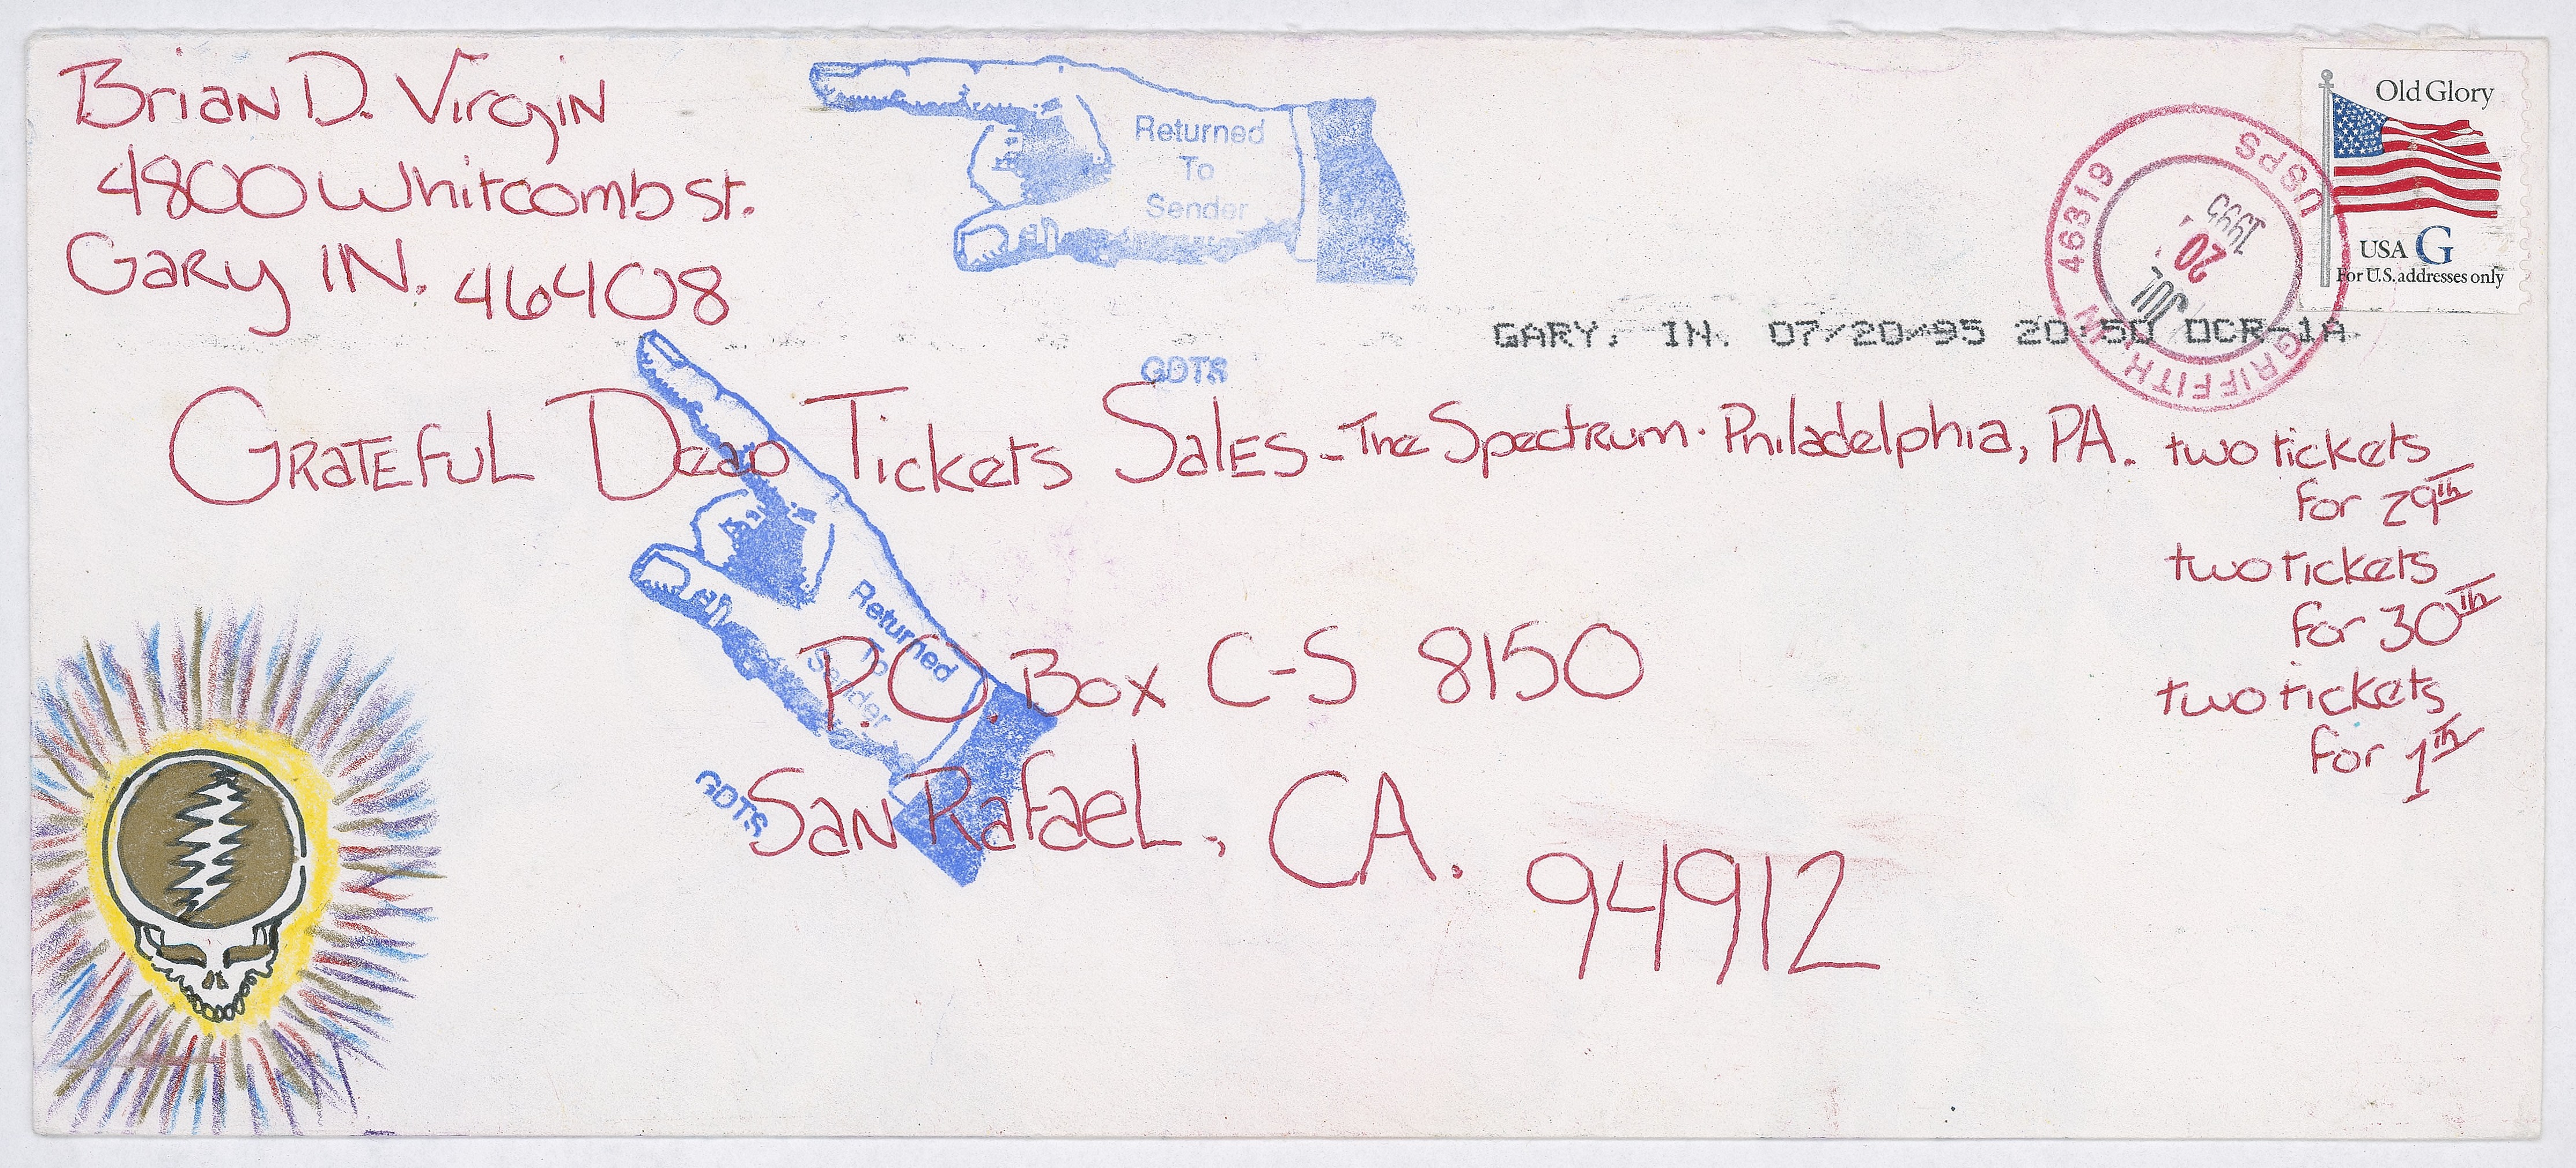 Brian D. Virgin
4800 Whitcomb St.
Gary IN. 46408
Returned
To
Sender
GDTS
Old Glory
USA G
For U.S. addresses only
GRIFFITH IN 46319
USPS
JUL
20
1995
GARY, IN. 07/20/95 20:50 OCR-1A
Grateful Dead Tickets Sales - The Spectrum · Philadelphia, PA.
two tickets
for 29th
two tickets
for 30th
two tickets
for 1th
Returned
To
Sender
GDTS
P.O. Box C-S 8150
San Rafael, CA. 94912